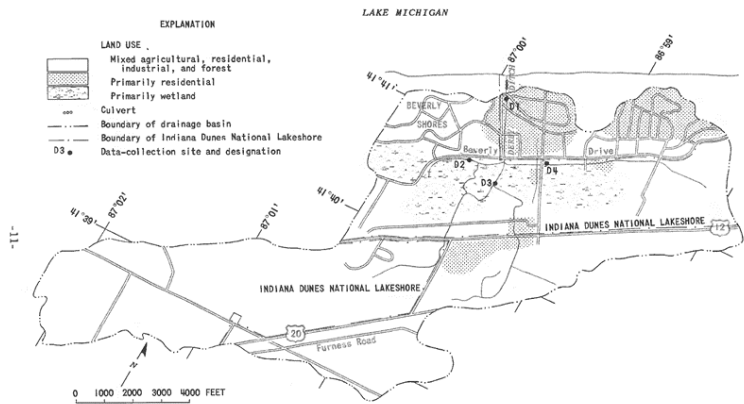 LAKE MICHIGAN
EXPLANATION
LAND USE .
Mixed agricultural, residential,
industrial, and forest
Primarily residential
Primarily wetland
Culvert
Boundary of drainage basin
Boundary of Indiana Dunes National Lakeshore
D3 Data-collection site and designation
87°00'
86°59'
41°41'
DITCH
D1
BEVERLY
SHORES
DERBY
Beverly
Drive
D2
D4
D3
41°40'
87°02'
41°39'
87°01'
-11-
INDIANA DUNES NATIONAL LAKESHORE
12
INDIANA DUNES NATIONAL LAKESHORE
20
Furness Road
N
0 1000 2000 3000 4000 FEET